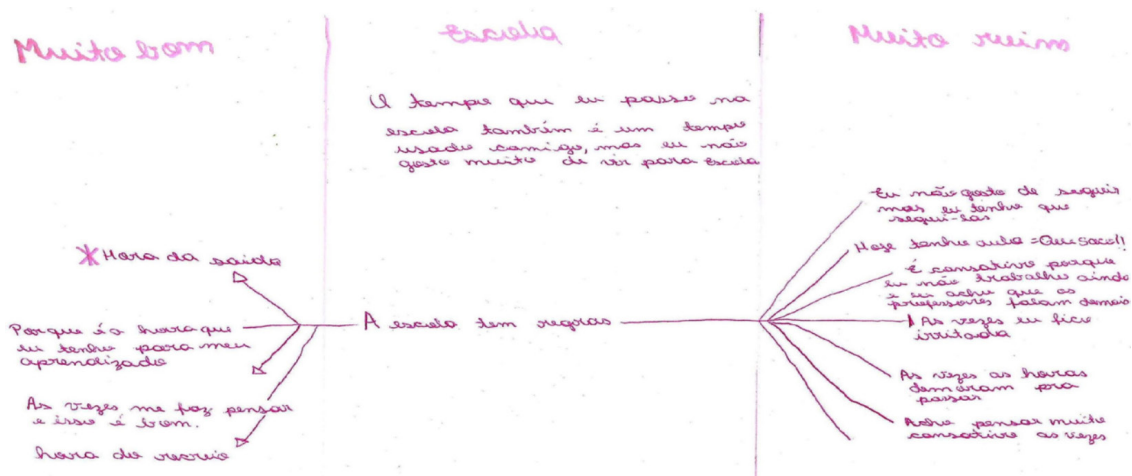 Muito bom
Hora da saida
Porque é a hora que
eu tenho para meu
aprendizado
As vezes me faz pensar
e isso é bom.
hora do recreio
Escola
O tempo que eu passo na
escola também é um tempo
usado comigo, mas eu não
gosto muito de vir para escola
A escola tem regras
Muito ruim
Eu não gosto de seguir
mas eu tenho que
segui-las
Hoje tenho aula = Que saco!!
É cansativo porque
eu não trabalho ainda
e eu acho que os
professores falam demais
As vezes eu fico
irritada
As vezes as horas
demoram pra
passar
Acho pensar muito
cansativo as vezes